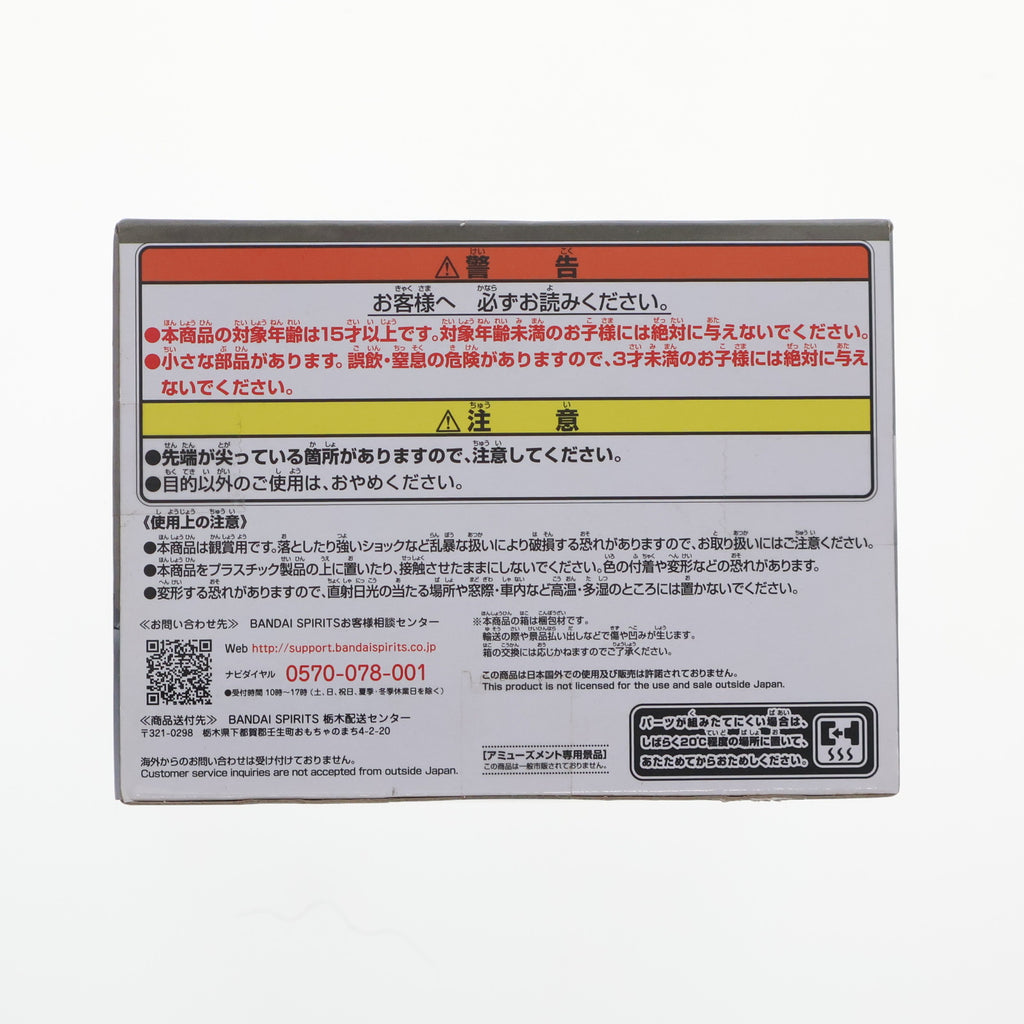 ⚠警告
お客様へ 必ずお読みください。
●本商品の対象年齢は15才以上です。対象年齢未満のお子様には絶対に与えないでください。
●小さな部品があります。誤飲・窒息の危険がありますので、3才未満のお子様には絶対に与え
ないでください。
⚠注意
●先端が尖っている箇所がありますので、注意してください。
●目的以外のご使用は、おやめください。
《使用上の注意》
●本商品は観賞用です。落としたり強いショックなど乱暴な扱いにより破損する恐れがありますので、お取り扱いにはご注意ください。
●本商品をプラスチック製品の上に置いたり、接触させたままにしないでください。色の付着や変形などの恐れがあります。
●変形する恐れがありますので、直射日光の当たる場所や窓際・車内など高温・多湿のところには置かないでください。
≪お問い合わせ先≫ BANDAI SPIRITSお客様相談センター
Web http://support.bandaispirits.co.jp
ナビダイヤル 0570-078-001
●受付時間 10時〜17時(土、日、祝日、夏季・冬季休業日を除く)
≪商品送付先≫ BANDAI SPIRITS 栃木配送センター
〒321-0298 栃木県下都賀郡壬生町おもちゃのまち4-2-20
海外からのお問い合わせは受け付けておりません。
Customer service inquiries are not accepted from outside Japan.
※本商品の箱は梱包材です。
輸送の際や景品払い出しなどで傷や凹みが生じます。
箱の交換には応じかねますのでご了承ください。
この商品は日本国外での使用及び販売は許諾されておりません。
This product is not licensed for the use and sale outside Japan.
[アミューズメント専用景品]
この商品は一般市販されておりません。
パーツが組みたてにくい場合は、
しばらく20℃程度の場所に置いて、
あたためてからおためしください。